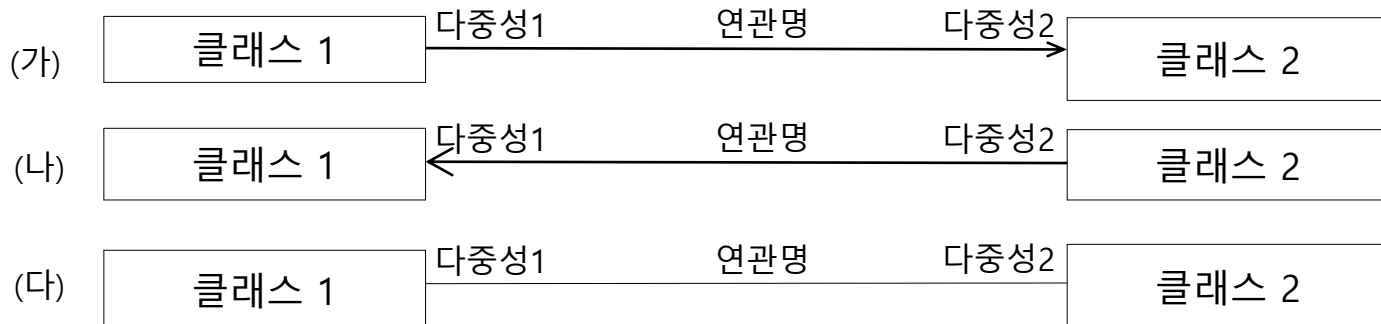 다중성1 연관명 다중성2
(가) 클래스 1 클래스 2
다중성1 연관명 다중성2
(나) 클래스 1 클래스 2
다중성1 연관명 다중성2
(다) 클래스 1 클래스 2